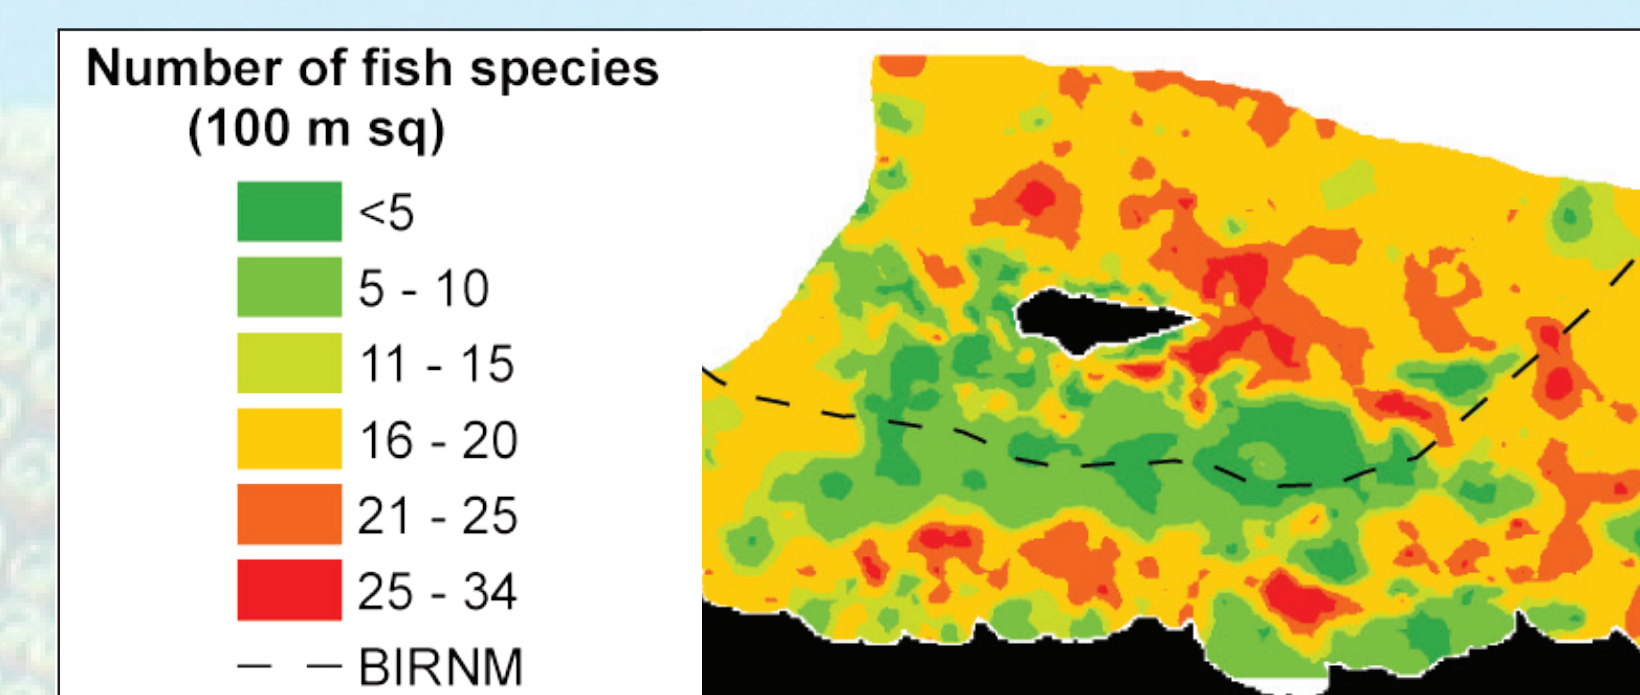 Number of fish species
(100 m sq)
<5
5 - 10
11 - 15
16 - 20
21 - 25
25 - 34
BIRNM